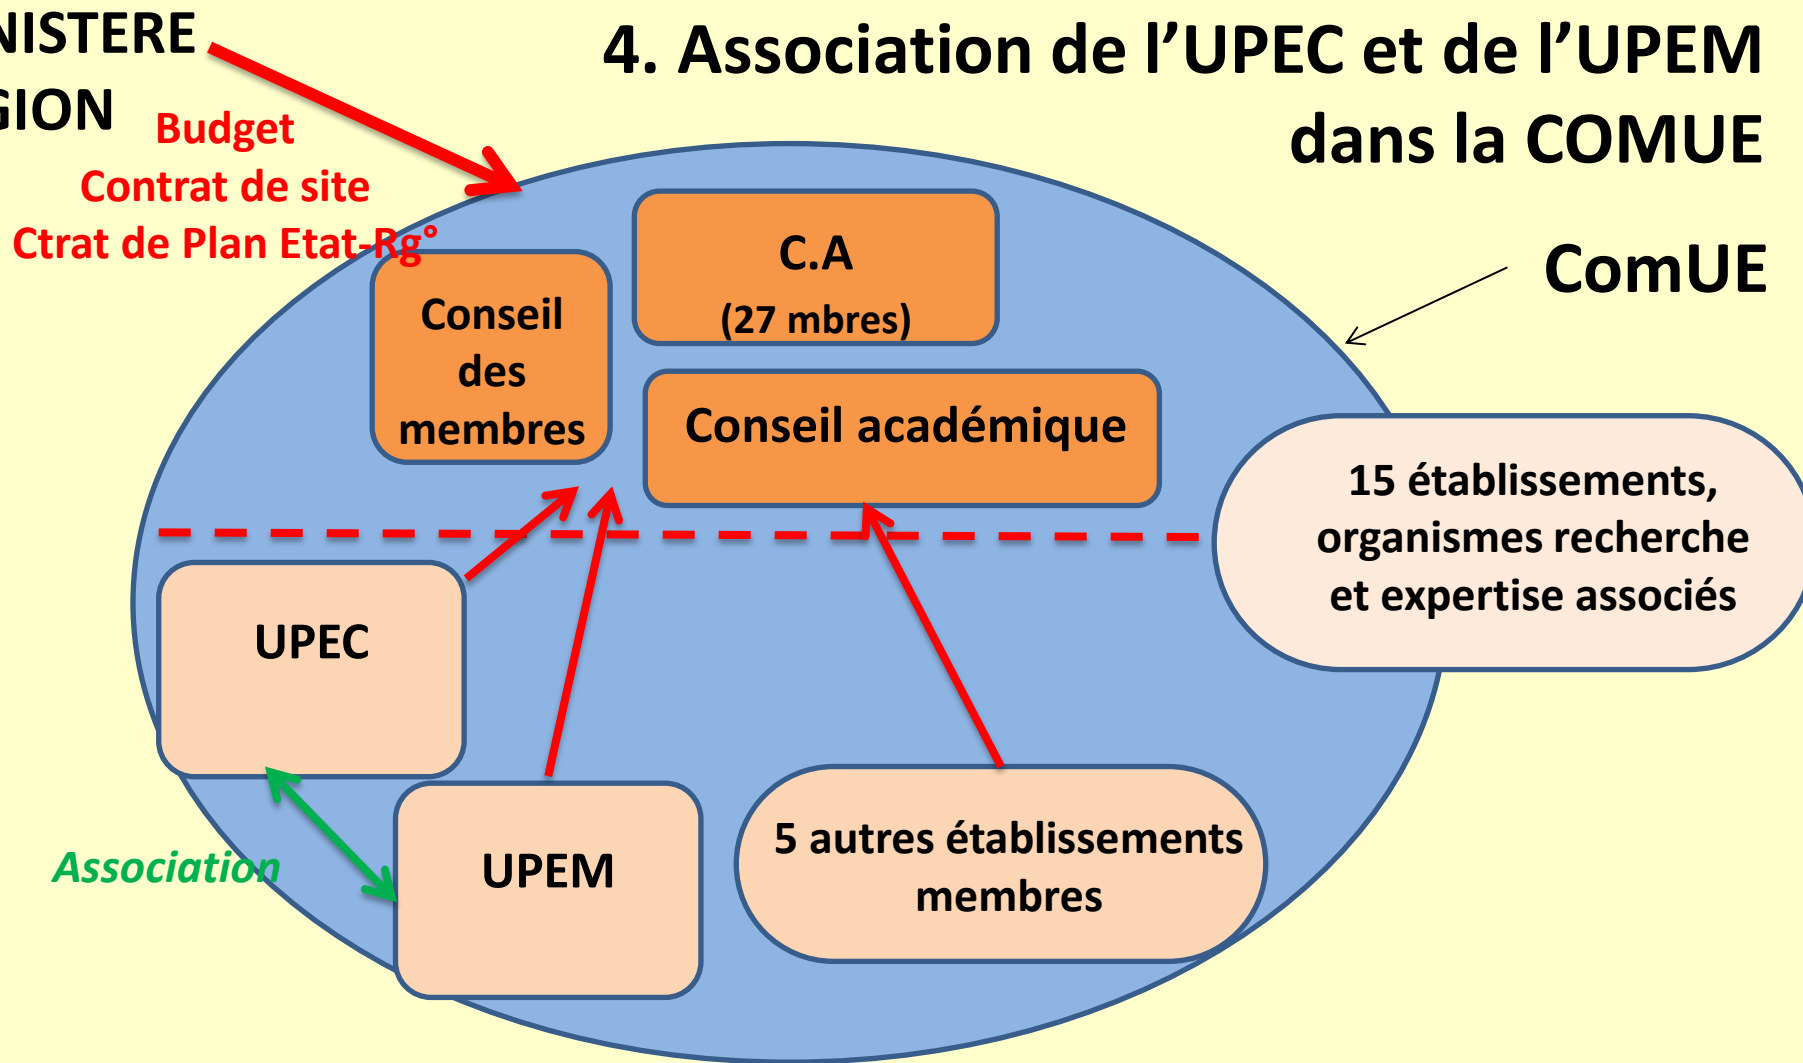 NISTERE
GION
4. Association de l’UPEC et de l’UPEM
dans la COMUE
Budget
Contrat de site
Ctrat de Plan Etat-Rg°
ComUE
C.A
(27 mbres)
Conseil
des
membres
Conseil académique
15 établissements,
organismes recherche
et expertise associés
UPEC
UPEM
Association
5 autres établissements
membres